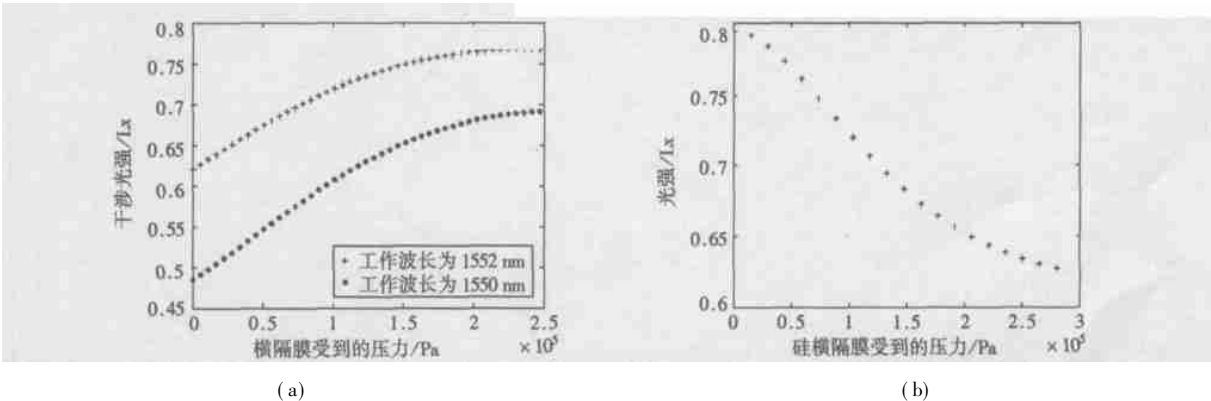 0.8
0.75
0.7
0.65
0.6
0.55
0.5
0.45
干涉光强/Lx
+ 工作波长为 1552 nm
● 工作波长为 1550 nm
0 0.5 1 1.5 2 2.5
横隔膜受到的压力/Pa × 10⁵
(a)
0.8
0.75
0.7
0.65
0.6
光强/Lx
0 0.5 1 1.5 2 2.5 3
硅横隔膜受到的压力/Pa × 10⁵
(b)